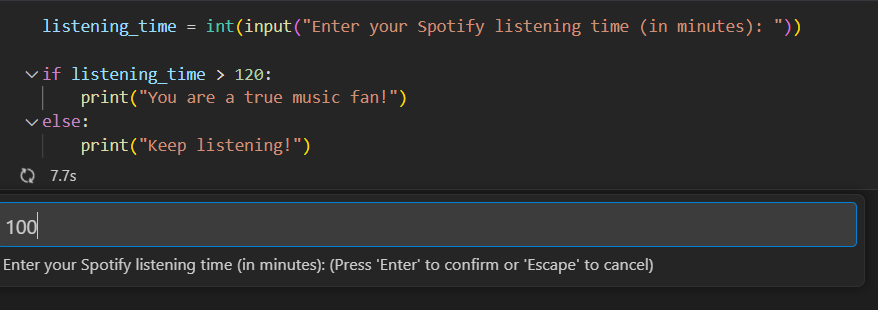 listening_time = int(input("Enter your Spotify listening time (in minutes): "))
if listening_time > 120:
print("You are a true music fan!")
else:
print("Keep listening!")
7.7s
100
Enter your Spotify listening time (in minutes): (Press 'Enter' to confirm or 'Escape' to cancel)